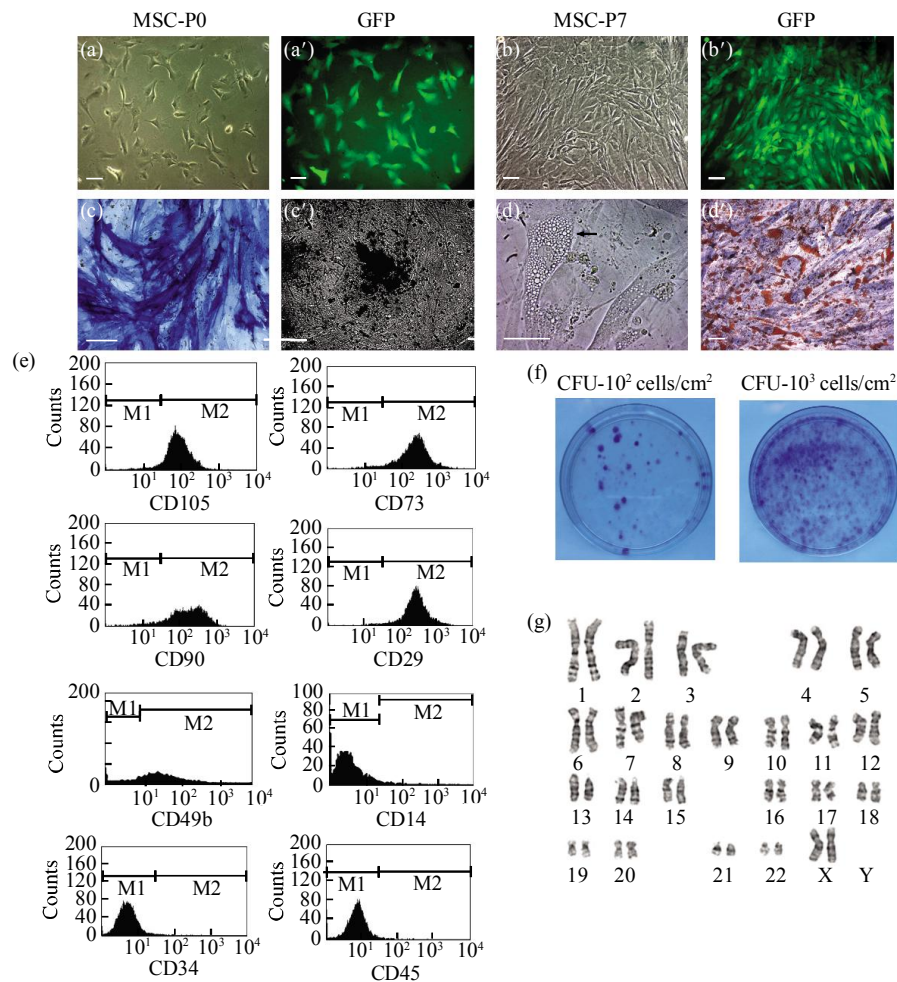 MSC-P0 GFP MSC-P7 GFP
(a) (a′) (b) (b′)
(c) (c′) (d) (d′)
(e)
200 160 120 80 40 0
Counts
M1 M2
10¹ 10² 10³ 10⁴
CD105
200 160 120 80 40 0
Counts
M1 M2
10¹ 10² 10³ 10⁴
CD73
200 160 120 80 40 0
Counts
M1 M2
10¹ 10² 10³ 10⁴
CD90
200 160 120 80 40 0
Counts
M1 M2
10¹ 10² 10³ 10⁴
CD29
200 160 120 80 0
Counts
M1 M2
10¹ 10² 10³ 10⁴
CD49b
100 80 60 40 20 0
Counts
M1 M2
10¹ 10² 10³ 10⁴
CD14
200 160 120 80 40 0
Counts
M1 M2
10¹ 10² 10³ 10⁴
CD34
200 160 120 80 40 0
Counts
M1 M2
10¹ 10² 10³ 10⁴
CD45
(f)
CFU-10² cells/cm² CFU-10³ cells/cm²
(g)
1 2 3 4 5
6 7 8 9 10 11 12
13 14 15 16 17 18
19 20 21 22 X Y